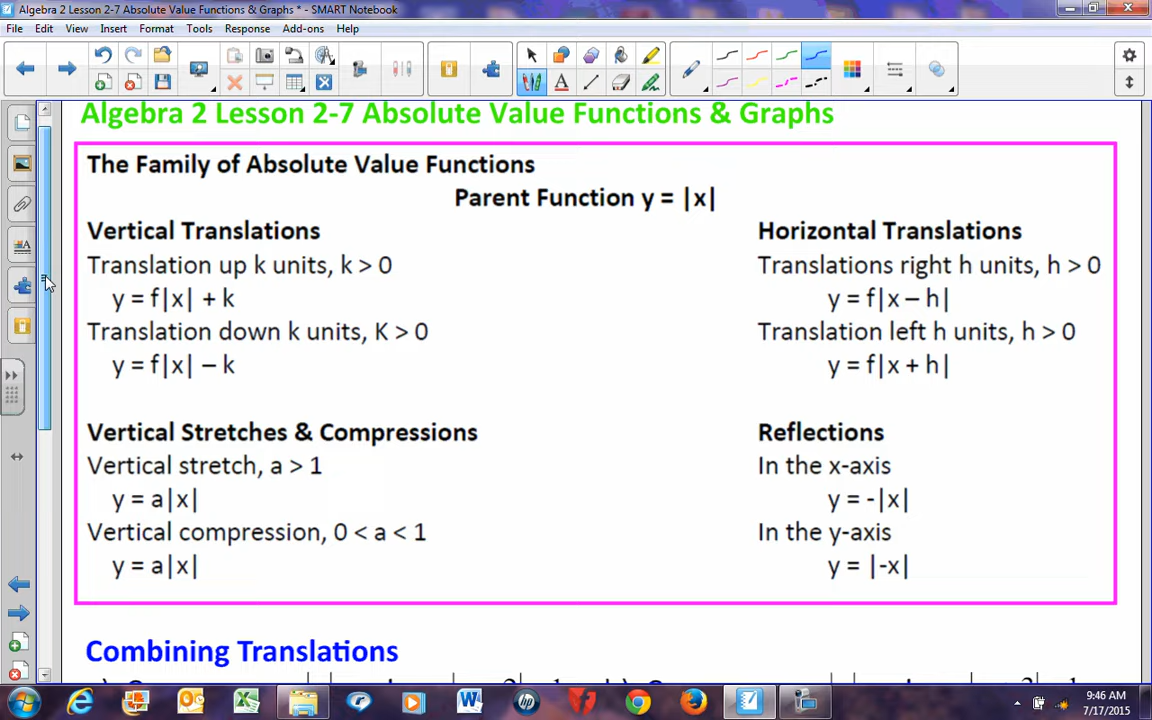 Algebra 2 Lesson 2-7 Absolute Value Functions & Graphs * - SMART Notebook
File Edit View Insert Format Tools Response Add-ons Help
Algebra 2 Lesson 2-7 Absolute Value Functions & Graphs
The Family of Absolute Value Functions
Parent Function y = |x|
Vertical Translations
Translation up k units, k > 0
y = f|x| + k
Translation down k units, K > 0
y = f|x| – k
Horizontal Translations
Translations right h units, h > 0
y = f|x – h|
Translation left h units, h > 0
y = f|x + h|
Vertical Stretches & Compressions
Vertical stretch, a > 1
y = a|x|
Vertical compression, 0 < a < 1
y = a|x|
Reflections
In the x-axis
y = -|x|
In the y-axis
y = |-x|
Combining Translations
9:46 AM
7/17/2015